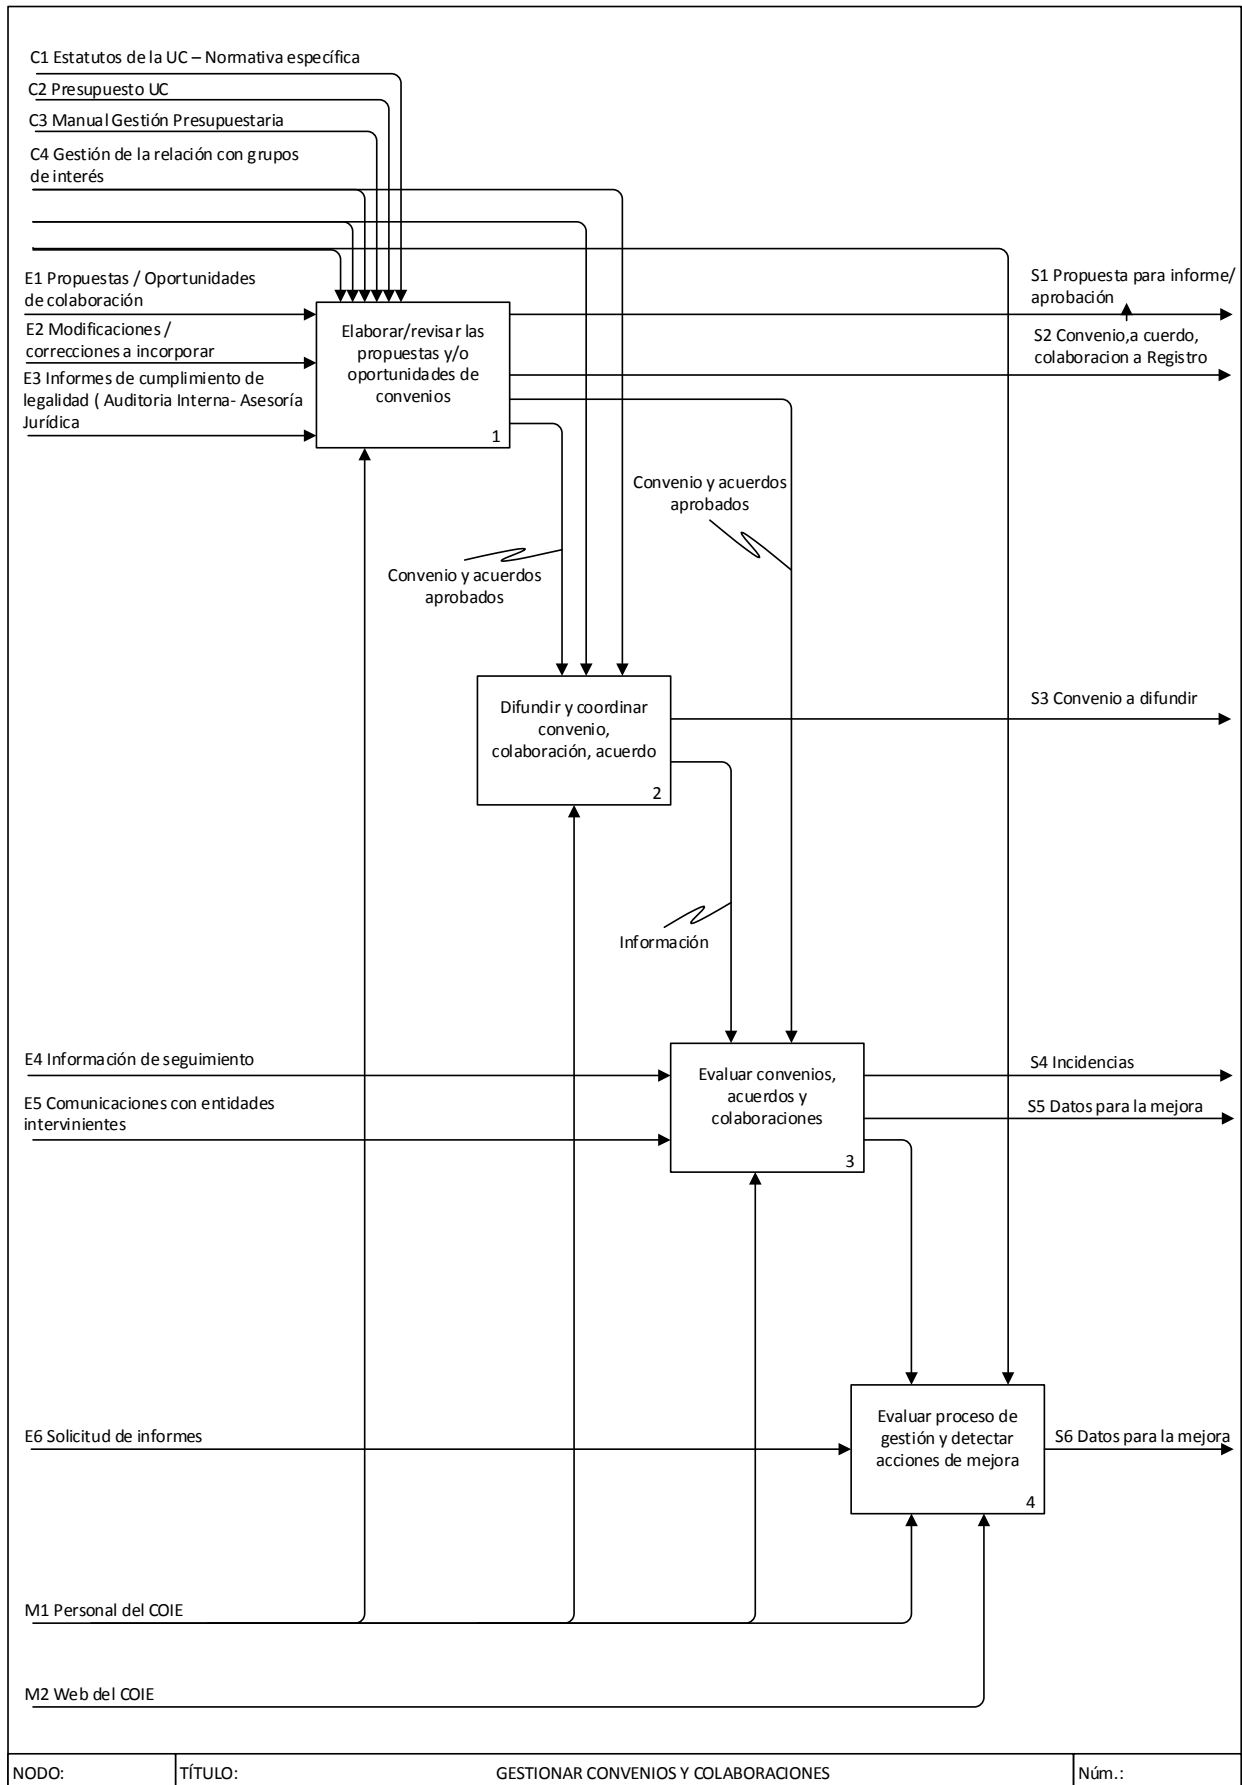 C1 Estatutos de la UC – Normativa específica
C2 Presupuesto UC
C3 Manual Gestión Presupuestaria
C4 Gestión de la relación con grupos
de interés
E1 Propuestas / Oportunidades
de colaboración
E2 Modificaciones /
correcciones a incorporar
E3 Informes de cumplimiento de
legalidad ( Auditoria Interna- Asesoría
Jurídica
Elaborar/revisar las
propuestas y/o
oportunidades de
convenios
1
S1 Propuesta para informe/
aprobación
S2 Convenio,a cuerdo,
colaboracion a Registro
Convenio y acuerdos
aprobados
Convenio y acuerdos
aprobados
Difundir y coordinar
convenio,
colaboración, acuerdo
2
S3 Convenio a difundir
Información
E4 Información de seguimiento
E5 Comunicaciones con entidades
intervinientes
Evaluar convenios,
acuerdos y
colaboraciones
3
S4 Incidencias
S5 Datos para la mejora
E6 Solicitud de informes
Evaluar proceso de
gestión y detectar
acciones de mejora
4
S6 Datos para la mejora
M1 Personal del COIE
M2 Web del COIE
NODO:
TÍTULO:
GESTIONAR CONVENIOS Y COLABORACIONES
Núm.: